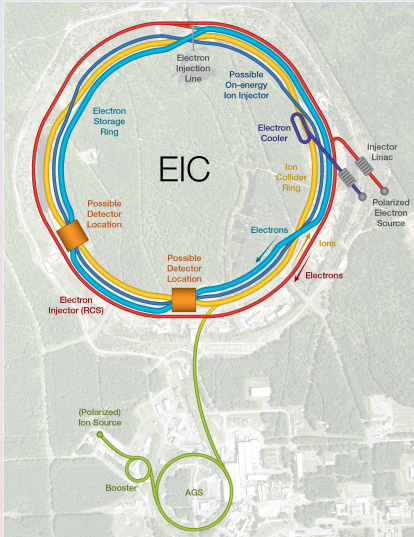 Electron
Injection
Line
Possible
On-energy
Ion Injector
Electron
Storage
Ring
Electron
Cooler
Injector
Linac
EIC
Ion
Collider
Ring
Polarized
Electron
Source
Possible
Detector
Location
Electrons
Ions
Possible
Detector
Location
Electrons
Electron
Injector (RCS)
(Polarized)
Ion Source
Booster
AGS